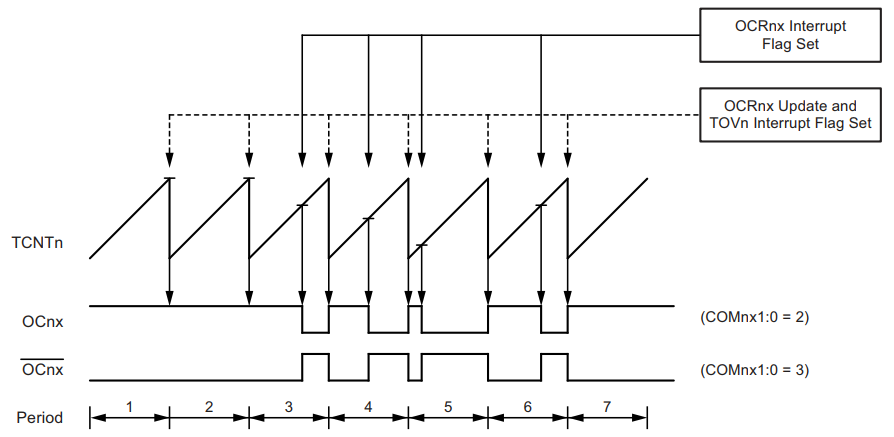 OCRnx Interrupt
Flag Set
OCRnx Update and
TOVn Interrupt Flag Set
TCNTn
OCnx
(COMnx1:0 = 2)
OCnx
(COMnx1:0 = 3)
Period
1 2 3 4 5 6 7